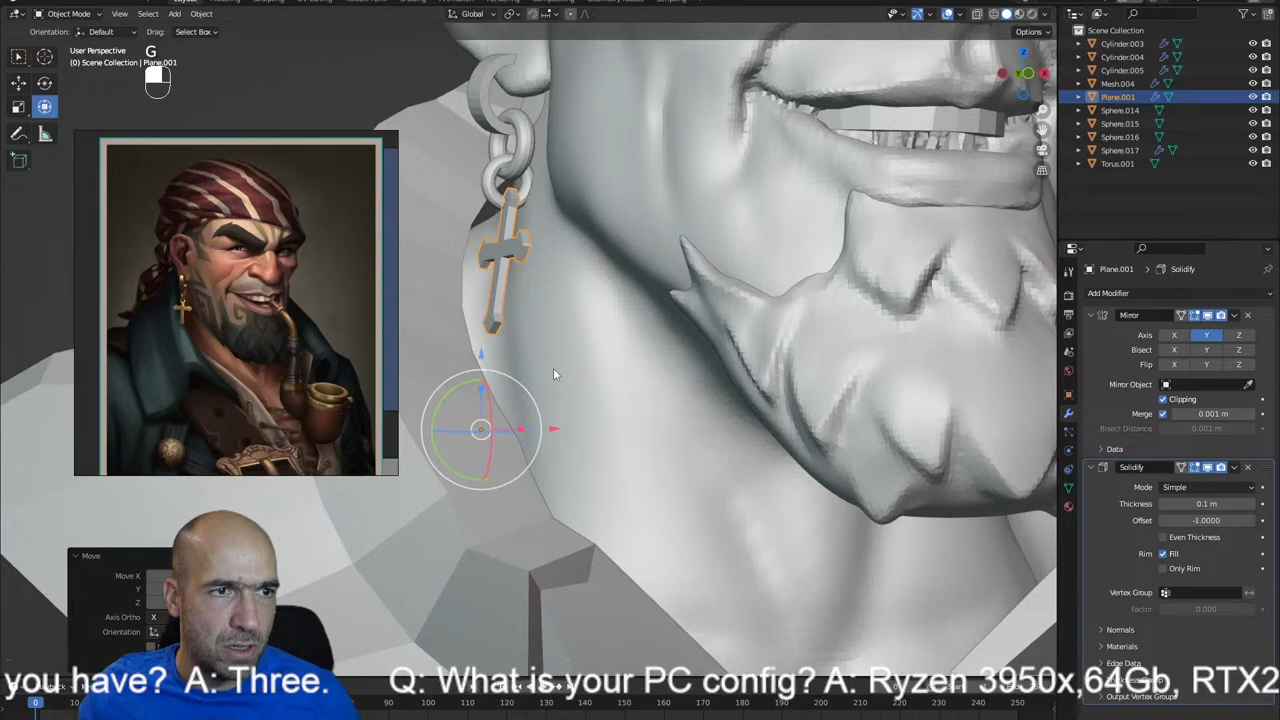 Object Mode
View
Select
Add
Object
Global
Options
Orientation:
Default
Drag:
Select Box
User Perspective
(0) Scene Collection | Plane.001
G
Z
X
Y
Scene Collection
Cylinder.003
Cylinder.004
Cylinder.005
Mesh.004
Plane.001
Sphere.014
Sphere.015
Sphere.016
Sphere.017
Torus.001
Plane.001
Solidify
Add Modifier
Mirror
Axis X Y Z
Bisect X Y Z
Flip X Y Z
Mirror Object
Clipping
Merge 0.001 m
Bisect Distance 0.001 m
Data
Solidify
Mode Simple
Thickness 0.1 m
Offset -1.0000
Even Thickness
Rim Fill
Only Rim
Vertex Group
Factor 0.000
Normals
Materials
Edge Data
Output Vertex Groups
Move
Move X
Y
Z
Axis Ortho X
Orientation
you have? A: Three. Q: What is your PC config? A: Ryzen 3950x,64Gb, RTX2
0 130 140 150 160 170 180 190 200 210 220 230 240 250